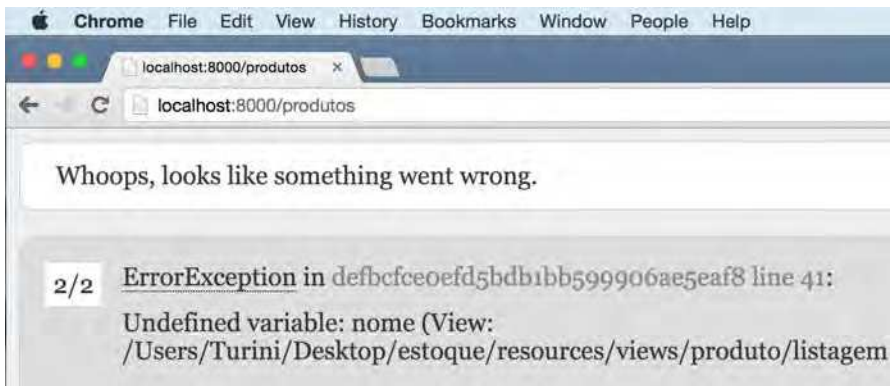 Chrome File Edit View History Bookmarks Window People Help
localhost:8000/produtos ×
localhost:8000/produtos
Whoops, looks like something went wrong.
2/2 ErrorException in defbcfce0efd5bdb1bb599906ae5eaf8 line 41:
Undefined variable: nome (View:
/Users/Turini/Desktop/estoque/resources/views/produto/listagem